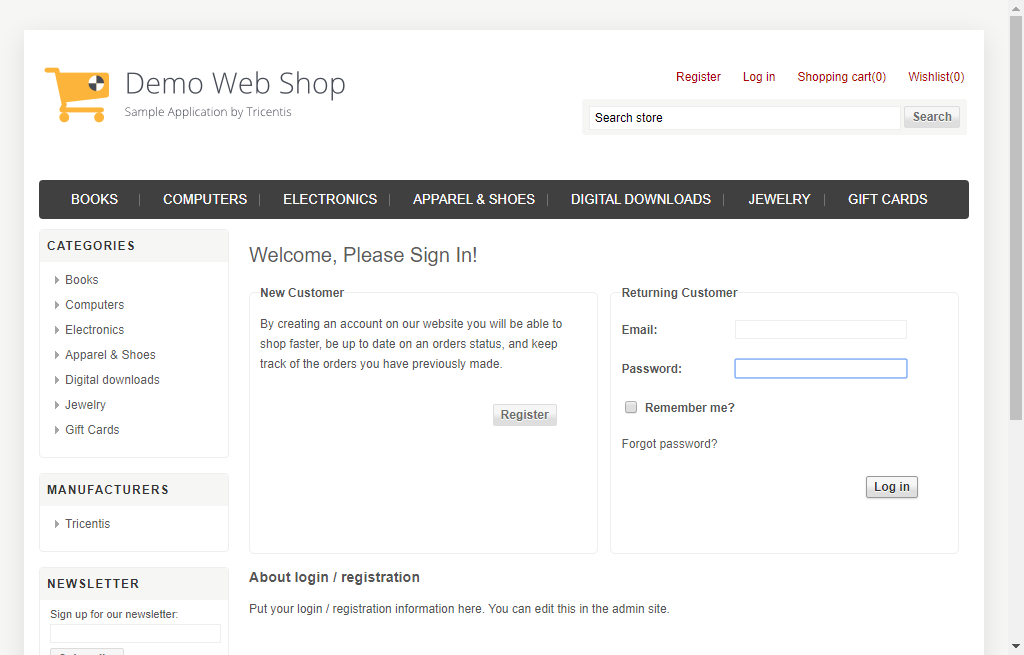 Demo Web Shop
Sample Application by Tricentis
Register Log in Shopping cart(0) Wishlist(0)
Search store Search
BOOKS | COMPUTERS | ELECTRONICS | APPAREL & SHOES | DIGITAL DOWNLOADS | JEWELRY | GIFT CARDS
CATEGORIES
Books
Computers
Electronics
Apparel & Shoes
Digital downloads
Jewelry
Gift Cards
MANUFACTURERS
Tricentis
NEWSLETTER
Sign up for our newsletter:
Welcome, Please Sign In!
New Customer
By creating an account on our website you will be able to
shop faster, be up to date on an orders status, and keep
track of the orders you have previously made.
Register
Returning Customer
Email:
Password:
Remember me?
Forgot password?
Log in
About login / registration
Put your login / registration information here. You can edit this in the admin site.